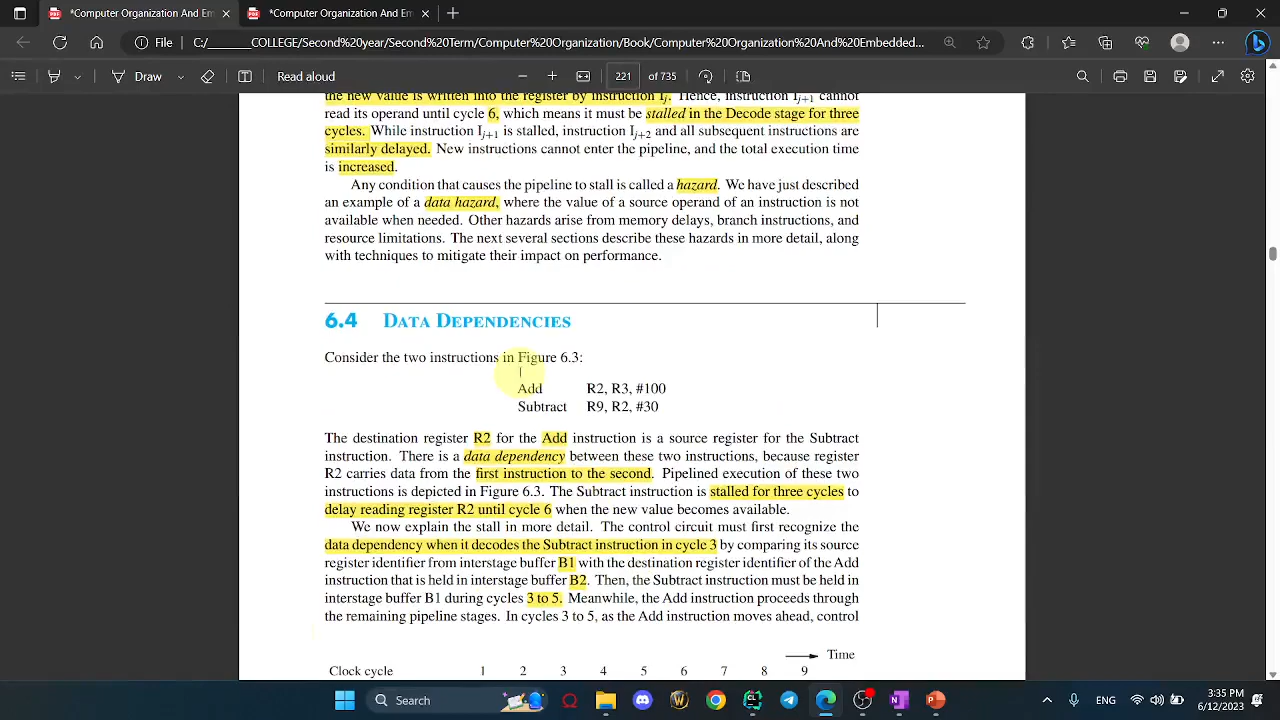 *Computer Organization And Em
*Computer Organization And Em
File
C:/______COLLEGE/Second%20year/Second%20Term/Computer%20Organization/Book/Computer%20Organization%20And%20Embedded...
Draw
Read aloud
221
of 735
the new value is written into the register by instruction Ij. Hence, instruction Ij+1 cannot
read its operand until cycle 6, which means it must be stalled in the Decode stage for three
cycles. While instruction Ij+1 is stalled, instruction Ij+2 and all subsequent instructions are
similarly delayed. New instructions cannot enter the pipeline, and the total execution time
is increased.
Any condition that causes the pipeline to stall is called a hazard. We have just described
an example of a data hazard, where the value of a source operand of an instruction is not
available when needed. Other hazards arise from memory delays, branch instructions, and
resource limitations. The next several sections describe these hazards in more detail, along
with techniques to mitigate their impact on performance.
6.4 DATA DEPENDENCIES
Consider the two instructions in Figure 6.3:
Add R2, R3, #100
Subtract R9, R2, #30
The destination register R2 for the Add instruction is a source register for the Subtract
instruction. There is a data dependency between these two instructions, because register
R2 carries data from the first instruction to the second. Pipelined execution of these two
instructions is depicted in Figure 6.3. The Subtract instruction is stalled for three cycles to
delay reading register R2 until cycle 6 when the new value becomes available.
We now explain the stall in more detail. The control circuit must first recognize the
data dependency when it decodes the Subtract instruction in cycle 3 by comparing its source
register identifier from interstage buffer B1 with the destination register identifier of the Add
instruction that is held in interstage buffer B2. Then, the Subtract instruction must be held in
interstage buffer B1 during cycles 3 to 5. Meanwhile, the Add instruction proceeds through
the remaining pipeline stages. In cycles 3 to 5, as the Add instruction moves ahead, control
Time
Clock cycle 1 2 3 4 5 6 7 8 9
Search
ENG
3:35 PM
6/12/2023